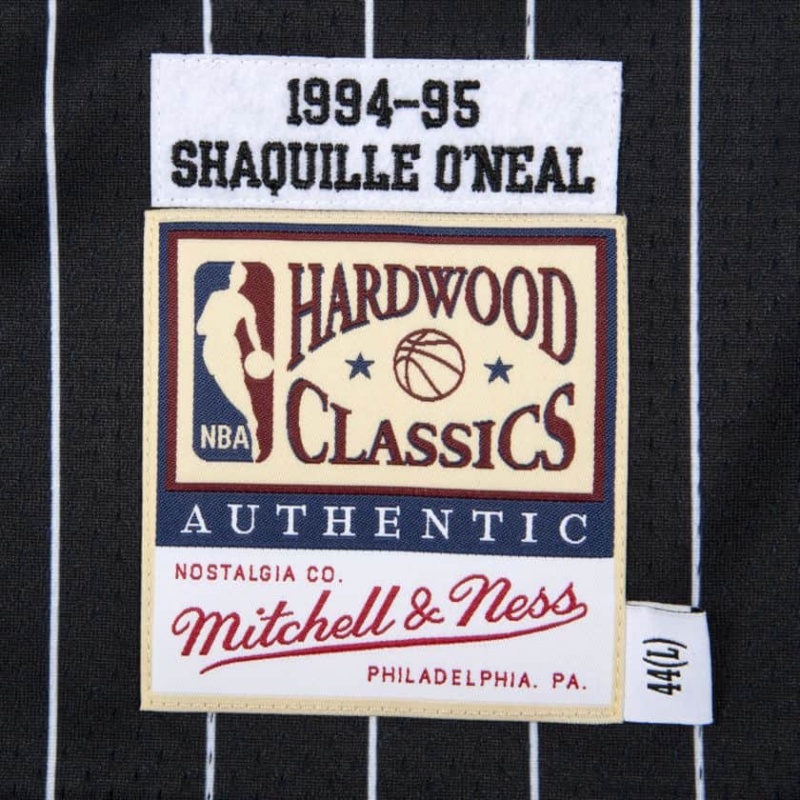 1994-95
SHAQUILLE O'NEAL
HARDWOOD
CLASSICS
NBA
AUTHENTIC
NOSTALGIA CO.
Mitchell & Ness
PHILADELPHIA. PA.
44(L)